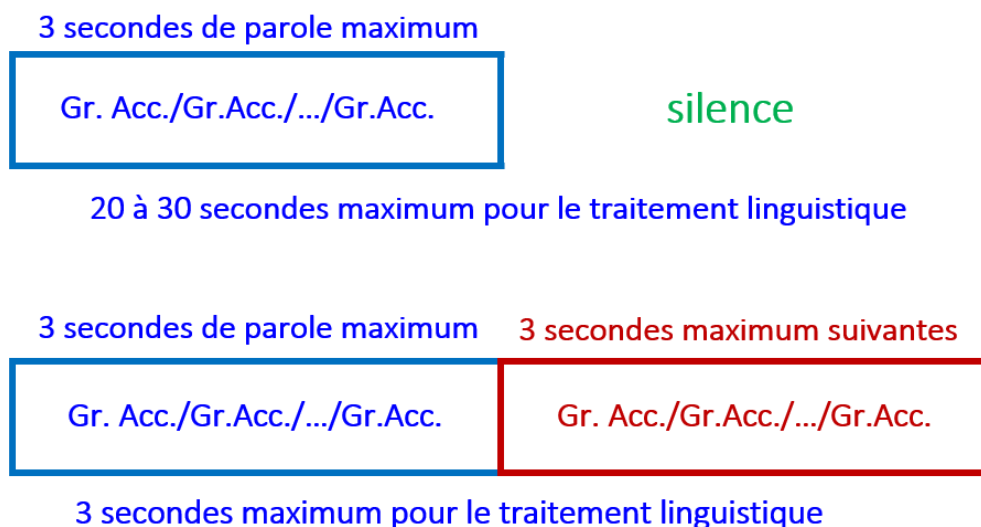 3 secondes de parole maximum
Gr. Acc./Gr.Acc./.../Gr.Acc.
silence
20 à 30 secondes maximum pour le traitement linguistique
3 secondes de parole maximum
3 secondes maximum suivantes
Gr. Acc./Gr.Acc./.../Gr.Acc.
Gr. Acc./Gr.Acc./.../Gr.Acc.
3 secondes maximum pour le traitement linguistique